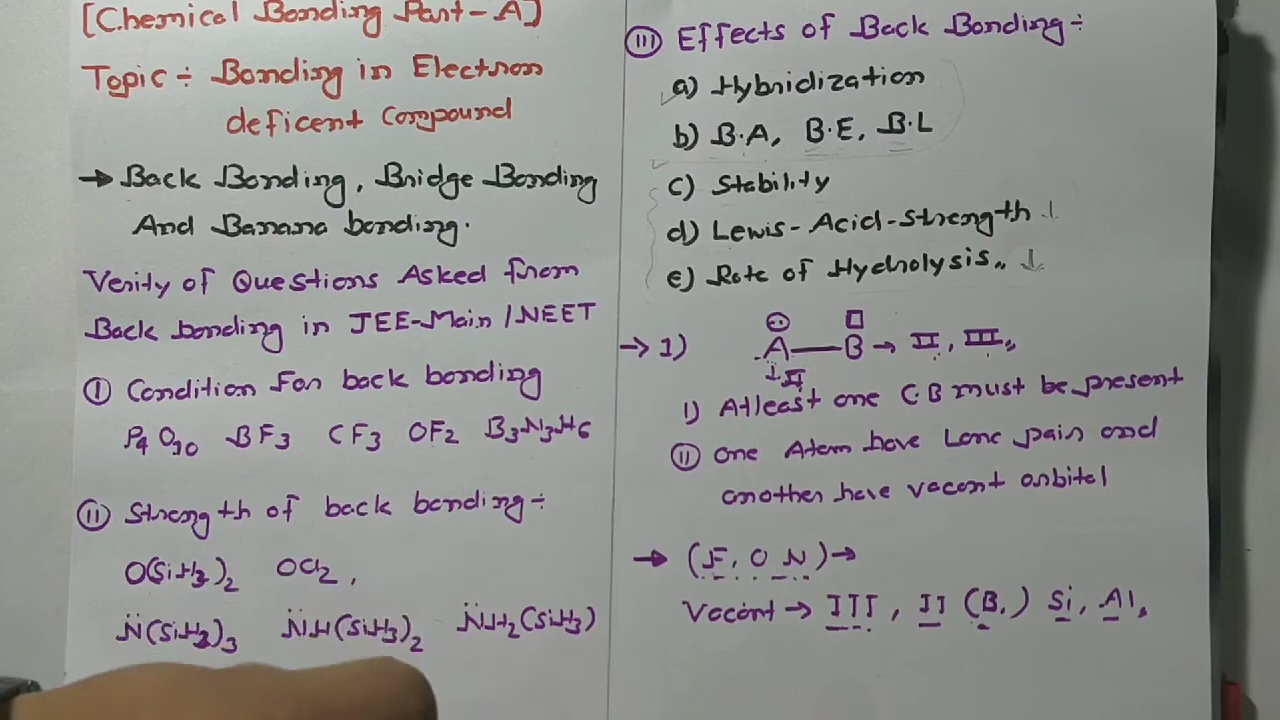 [Chemical Bonding Part-A]
Topic ÷ Bonding in Electron
deficent Compound
→ Back Bonding, Bridge Bonding
And Banana bonding.
Verity of Questions Asked from
Back bonding in JEE-Main/NEET
Ⓘ Condition For back bonding
P4O10 BF3 CF3 OF2 B3N3H6
Ⓘⓘ Strength of back bonding ÷
O(SiH3)2 OCl2,
N̈(SiH3)3 N̈H(SiH3)2 N̈H2(SiH3)
ⒾⒾⒾ Effects of Back Bonding ÷
a) Hybridization
b) B.A, B.E, B.L
c) Stability
d) Lewis-Acid-Strength ↓
e) Rate of Hydrolysis,, ↓
→ 1) A—B → II, III,,
↓ II
1) Atleast one C.B must be present
II one Atom have Lone pain and
another have vacant orbital
→ (F, O N) →
Vacant → III, II (B,) Si, Al,